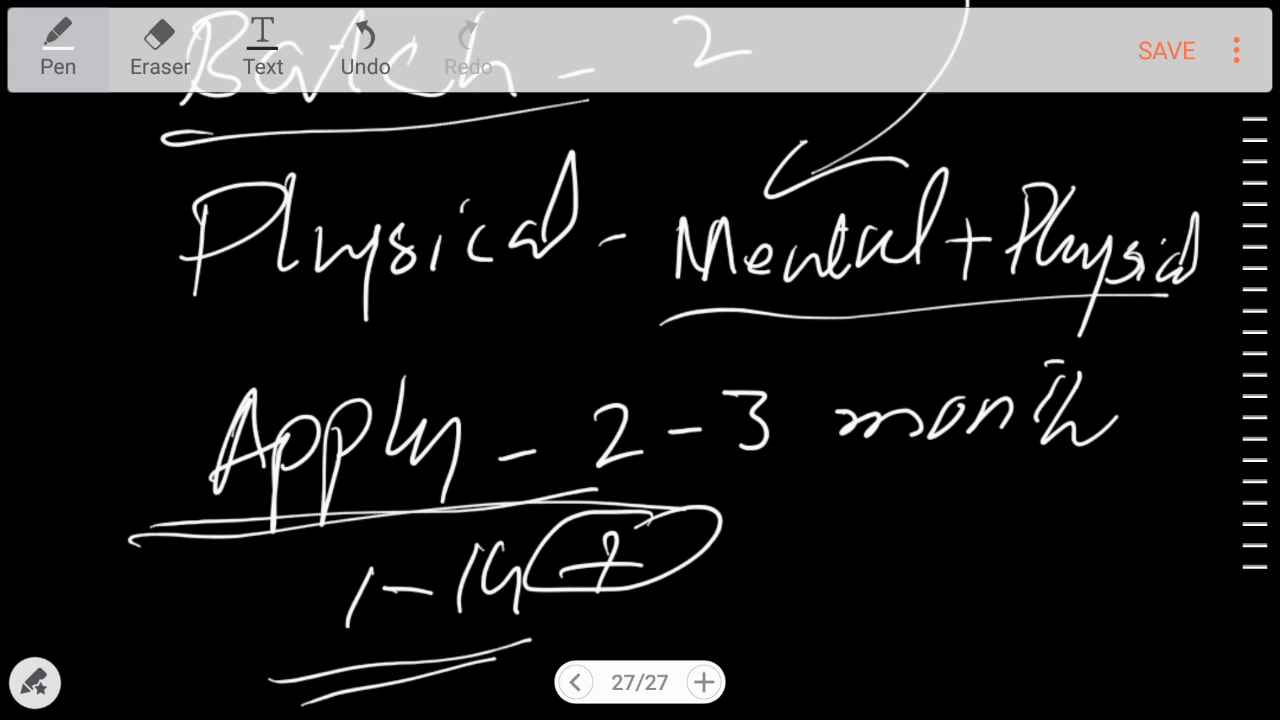 Pen Eraser Text Undo Redo SAVE
Batch - 2
Physical - Mental + Physical
Apply - 2 - 3 month
1 - 14 +
27/27